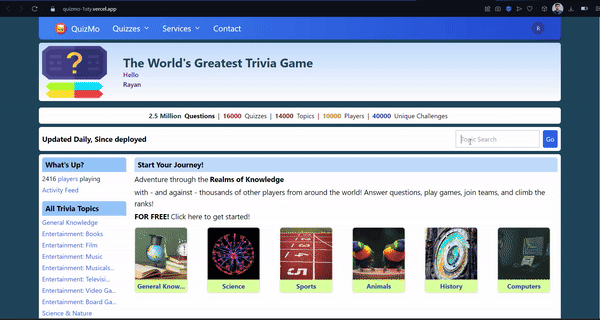 quizmo-1sty.vercel.app
QuizMo Quizzes Services Contact R
?
The World's Greatest Trivia Game
Hello
Rayan
2.5 Million Questions | 16000 Quizzes | 14000 Topics | 10000 Players | 40000 Unique Challenges
Updated Daily, Since deployed
Topic Search
Go
What's Up?
2416 players playing
Activity Feed
All Trivia Topics
General Knowledge
Entertainment: Books
Entertainment: Film
Entertainment: Music
Entertainment: Musicals...
Entertainment: Televisi...
Entertainment: Video Ga...
Entertainment: Board Ga...
Science & Nature
Start Your Journey!
Adventure through the Realms of Knowledge
with - and against - thousands of other players from around the world! Answer questions, play games, join teams, and climb the
ranks!
FOR FREE! Click here to get started!
General Know...
Science
Sports
Animals
History
Computers